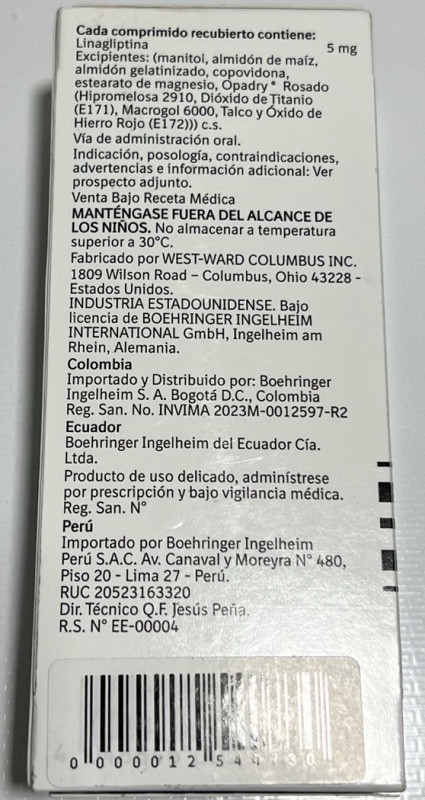 Cada comprimido recubierto contiene:
Linagliptina 5 mg
Excipientes: (manitol, almidón de maíz,
almidón gelatinizado, copovidona,
estearato de magnesio, Opadry® Rosado
(Hipromelosa 2910, Dióxido de Titanio
(E171), Macrogol 6000, Talco y Óxido de
Hierro Rojo (E172))) c.s.
Vía de administración oral.
Indicación, posología, contraindicaciones,
advertencias e información adicional: Ver
prospecto adjunto.
Venta Bajo Receta Médica
MANTÉNGASE FUERA DEL ALCANCE DE
LOS NIÑOS. No almacenar a temperatura
superior a 30°C.
Fabricado por WEST-WARD COLUMBUS INC.
1809 Wilson Road – Columbus, Ohio 43228 -
Estados Unidos.
INDUSTRIA ESTADOUNIDENSE. Bajo
licencia de BOEHRINGER INGELHEIM
INTERNATIONAL GmbH, Ingelheim am
Rhein, Alemania.
Colombia
Importado y Distribuido por: Boehringer
Ingelheim S. A. Bogotá D.C., Colombia
Reg. San. No. INVIMA 2023M-0012597-R2
Ecuador
Boehringer Ingelheim del Ecuador Cía.
Ltda.
Producto de uso delicado, adminístrese
por prescripción y bajo vigilancia médica.
Reg. San. N°
Perú
Importado por Boehringer Ingelheim
Perú S.A.C. Av. Canaval y Moreyra N° 480,
Piso 20 - Lima 27 - Perú.
RUC 20523163320
Dir. Técnico Q.F. Jesús Peña.
R.S. N° EE-00004